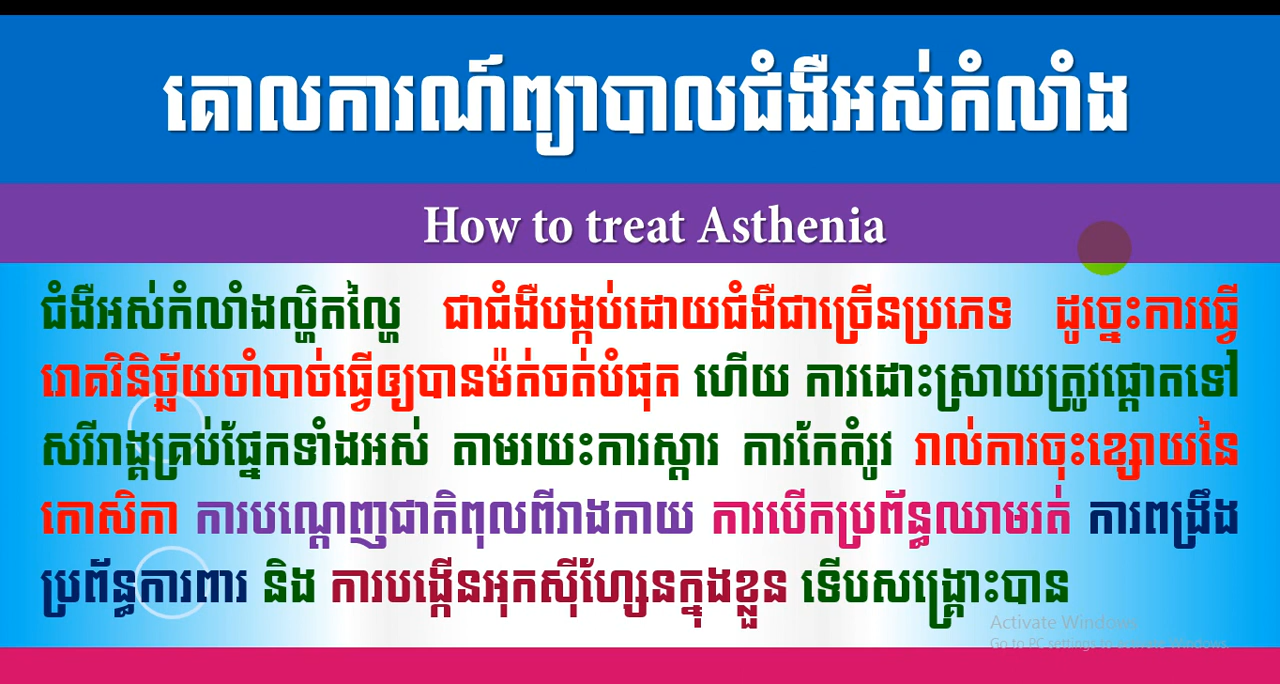 គោលការណ៍ព្យាបាលជំងឺអស់កំលាំង
How to treat Asthenia
ជំងឺអស់កំលាំងល្ហិតល្ហៃ ជាជំងឺបង្កប់ដោយជំងឺជាច្រើនប្រភេទ ដូច្នេះការធ្វើ
រោគវិនិច្ឆ័យចាំបាច់ធ្វើឲ្យបានម៉ត់ចត់បំផុត ហើយ ការដោះស្រាយត្រូវផ្តោតទៅ
សរីរាង្គគ្រប់ផ្នែកទាំងអស់ តាមរយះការស្តារ ការកែតំរូវ រាល់ការចុះខ្សោយនៃ
កោសិកា ការបណ្តេញជាតិពុលពីរាងកាយ ការបើកប្រព័ន្ធឈាមរត់ ការពង្រឹង
ប្រព័ន្ធការពារ និង ការបង្កើនអុកស៊ីហ្សែនក្នុងខ្លួន ទើបសង្គ្រោះបាន
Activate Windows
Go to PC settings to activate Windows.